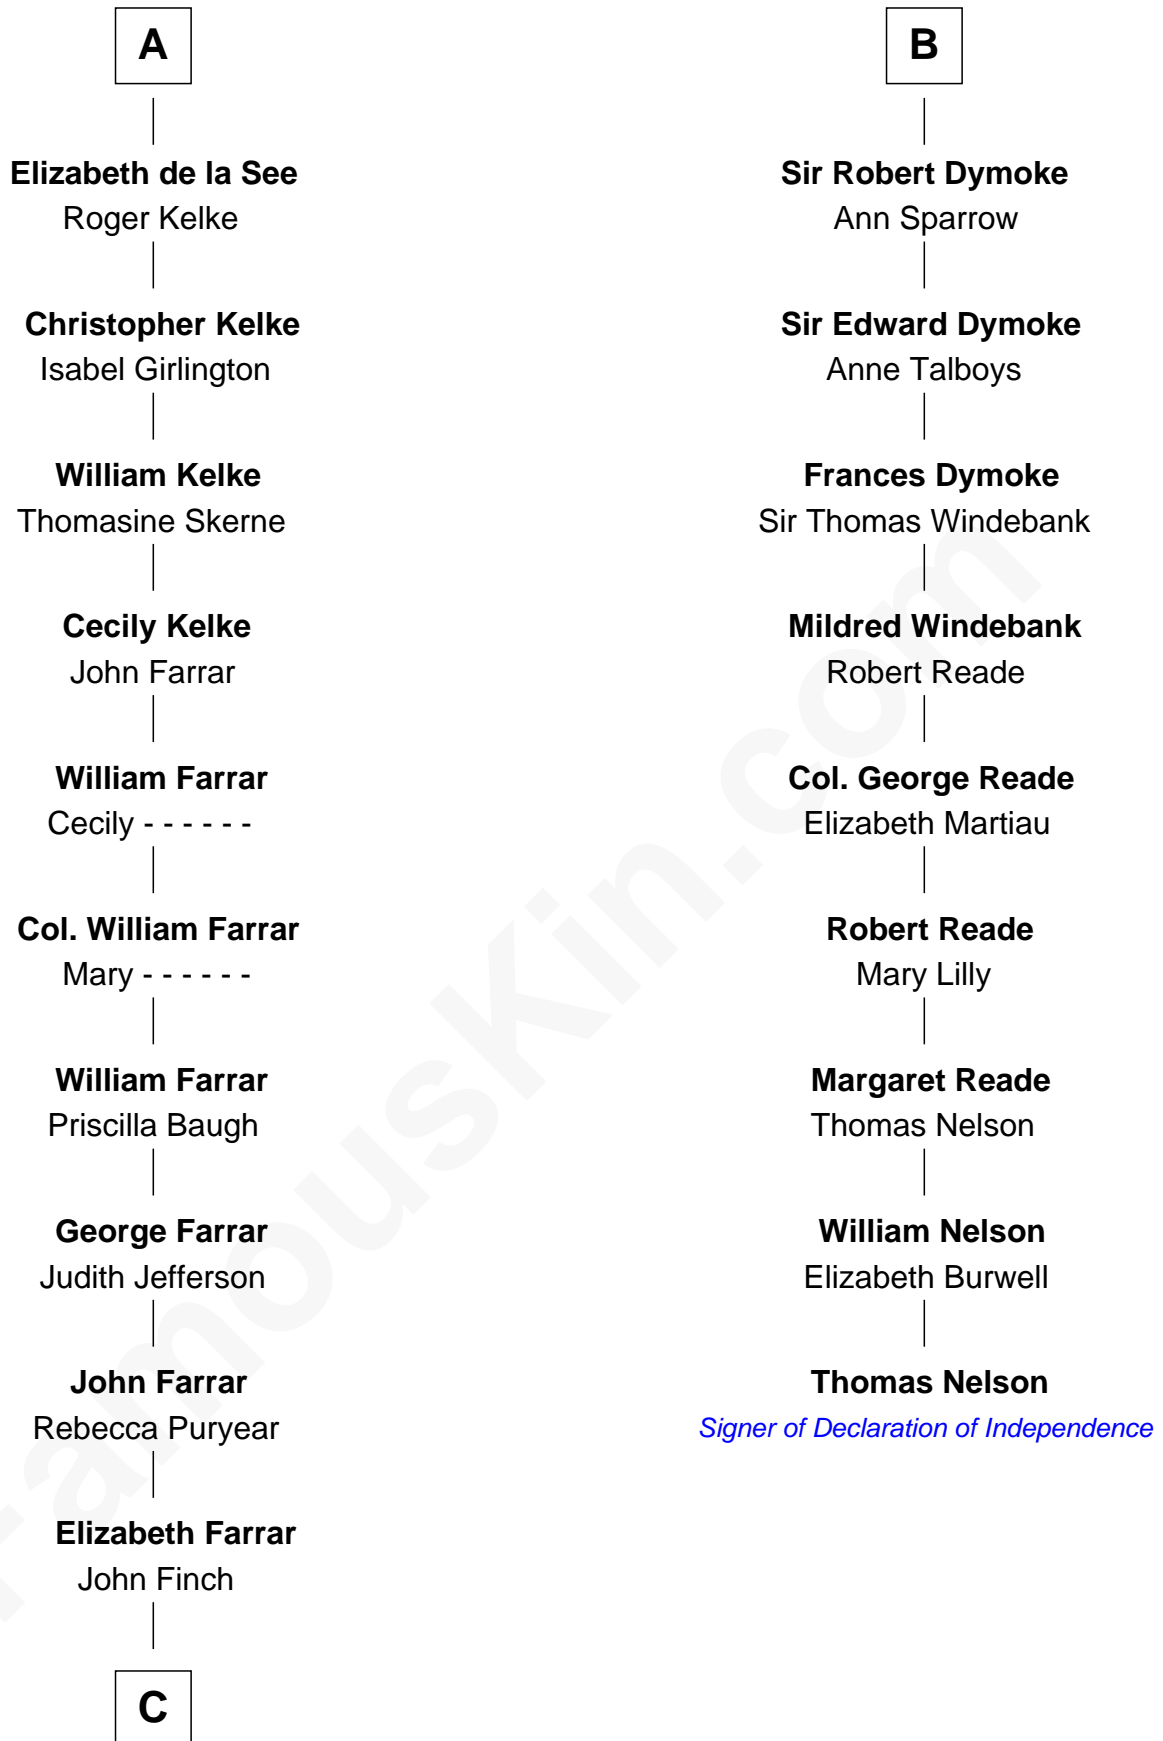 A
Elizabeth de la See
Roger Kelke
Christopher Kelke
Isabel Girlington
William Kelke
Thomasine Skerne
Cecily Kelke
John Farrar
William Farrar
Cecily - - - - - -
Col. William Farrar
Mary - - - - - -
William Farrar
Priscilla Baugh
George Farrar
Judith Jefferson
John Farrar
Rebecca Puryear
Elizabeth Farrar
John Finch
C
B
Sir Robert Dymoke
Ann Sparrow
Sir Edward Dymoke
Anne Talboys
Frances Dymoke
Sir Thomas Windebank
Mildred Windebank
Robert Reade
Col. George Reade
Elizabeth Martiau
Robert Reade
Mary Lilly
Margaret Reade
Thomas Nelson
William Nelson
Elizabeth Burwell
Thomas Nelson
Signer of Declaration of Independence
FamousKin.com